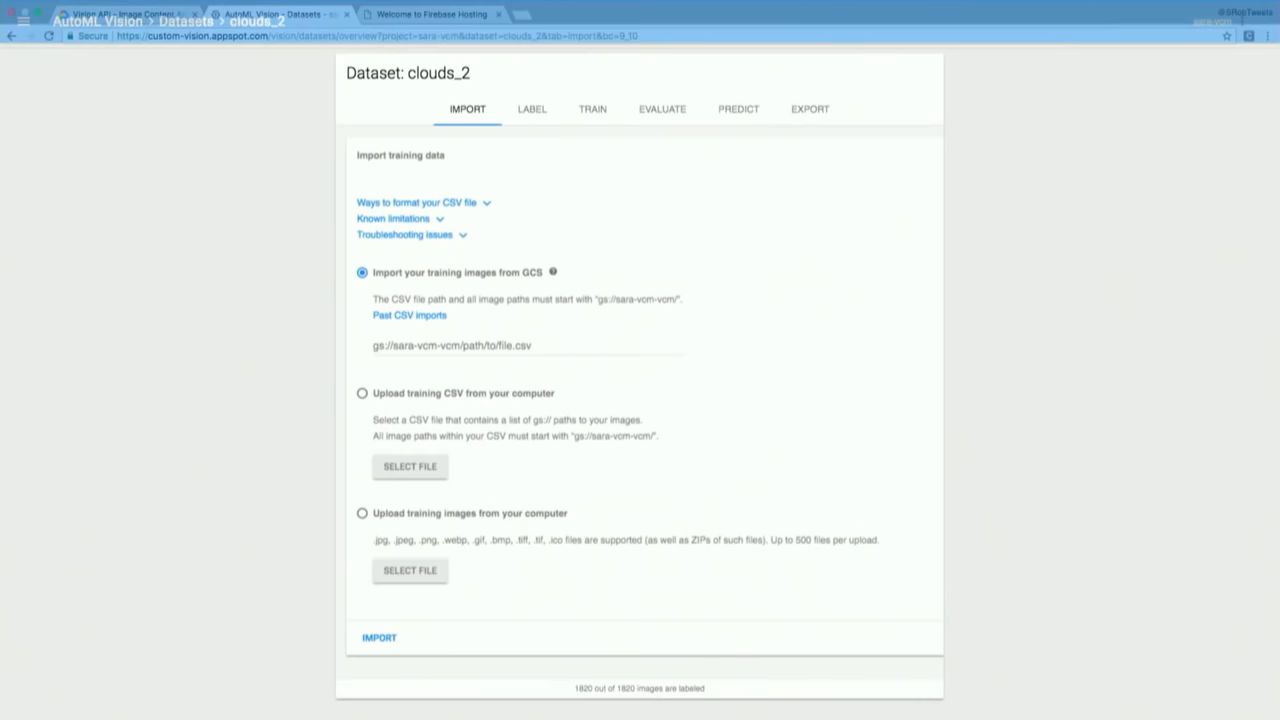 Vision API - Image Content A
AutoML Vision - Datasets - sa
Welcome to Firebase Hosting
@SRobTweets
AutoML Vision > Datasets > clouds_2
sara-vcm
Secure | https://custom-vision.appspot.com/vision/datasets/overview?project=sara-vcm&dataset=clouds_2&tab=import&bc=9_10
Dataset: clouds_2
IMPORT LABEL TRAIN EVALUATE PREDICT EXPORT
Import training data
Ways to format your CSV file
Known limitations
Troubleshooting issues
Import your training images from GCS
The CSV file path and all image paths must start with "gs://sara-vcm-vcm/".
Past CSV imports
gs://sara-vcm-vcm/path/to/file.csv
Upload training CSV from your computer
Select a CSV file that contains a list of gs:// paths to your images.
All image paths within your CSV must start with "gs://sara-vcm-vcm/".
SELECT FILE
Upload training images from your computer
.jpg, .jpeg, .png, .webp, .gif, .bmp, .tiff, .tif, .ico files are supported (as well as ZIPs of such files). Up to 500 files per upload.
SELECT FILE
IMPORT
1820 out of 1820 images are labeled